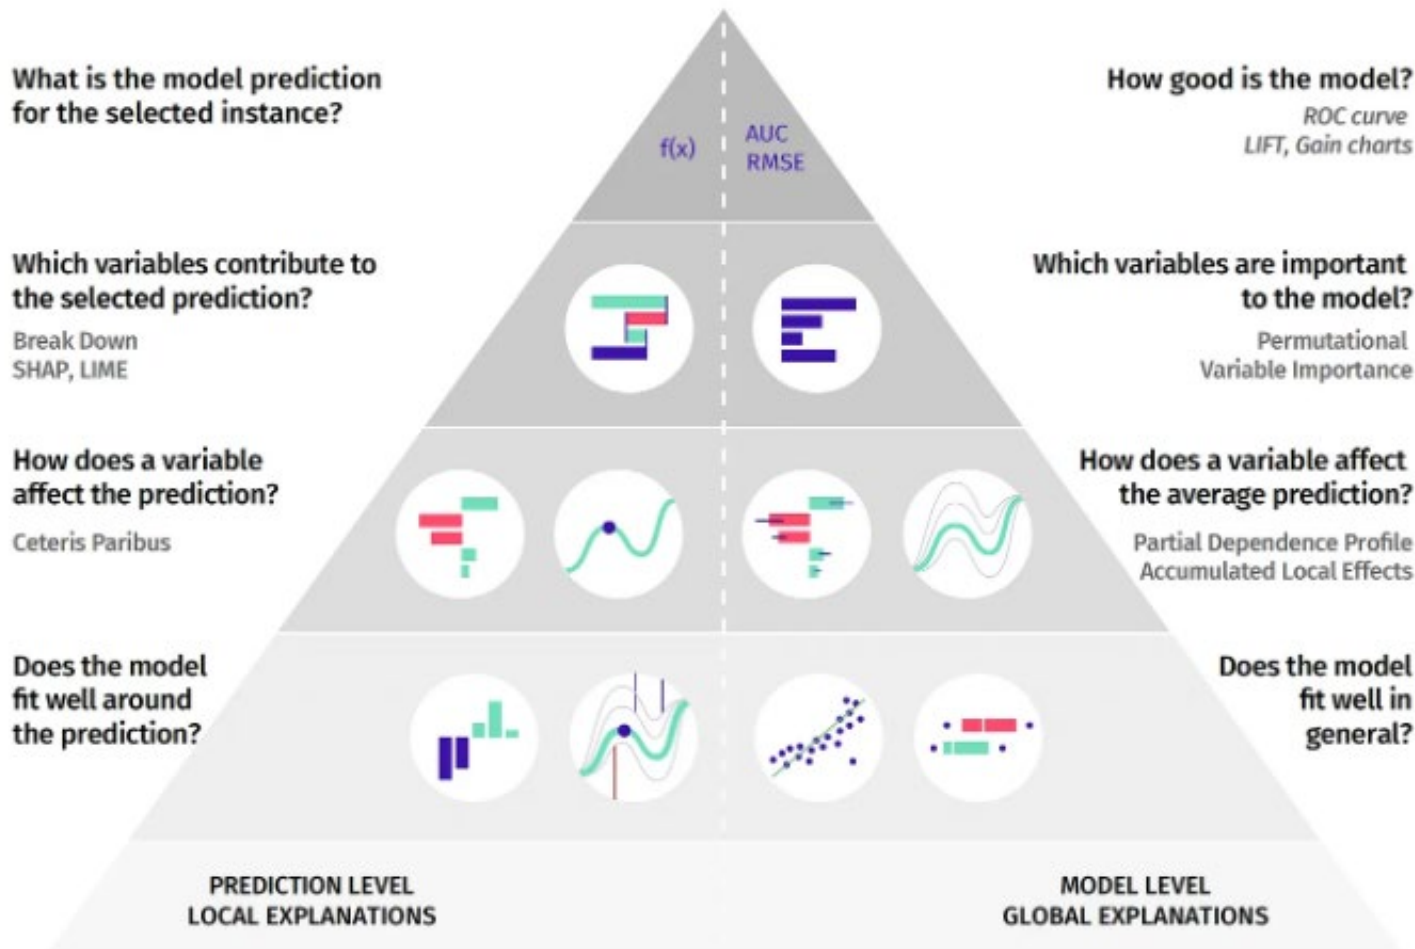 What is the model prediction
for the selected instance?
f(x)
AUC
RMSE
How good is the model?
ROC curve
LIFT, Gain charts
Which variables contribute to
the selected prediction?
Break Down
SHAP, LIME
Which variables are important
to the model?
Permutational
Variable Importance
How does a variable
affect the prediction?
Ceteris Paribus
How does a variable affect
the average prediction?
Partial Dependence Profile
Accumulated Local Effects
Does the model
fit well around
the prediction?
Does the model
fit well in
general?
PREDICTION LEVEL
LOCAL EXPLANATIONS
MODEL LEVEL
GLOBAL EXPLANATIONS